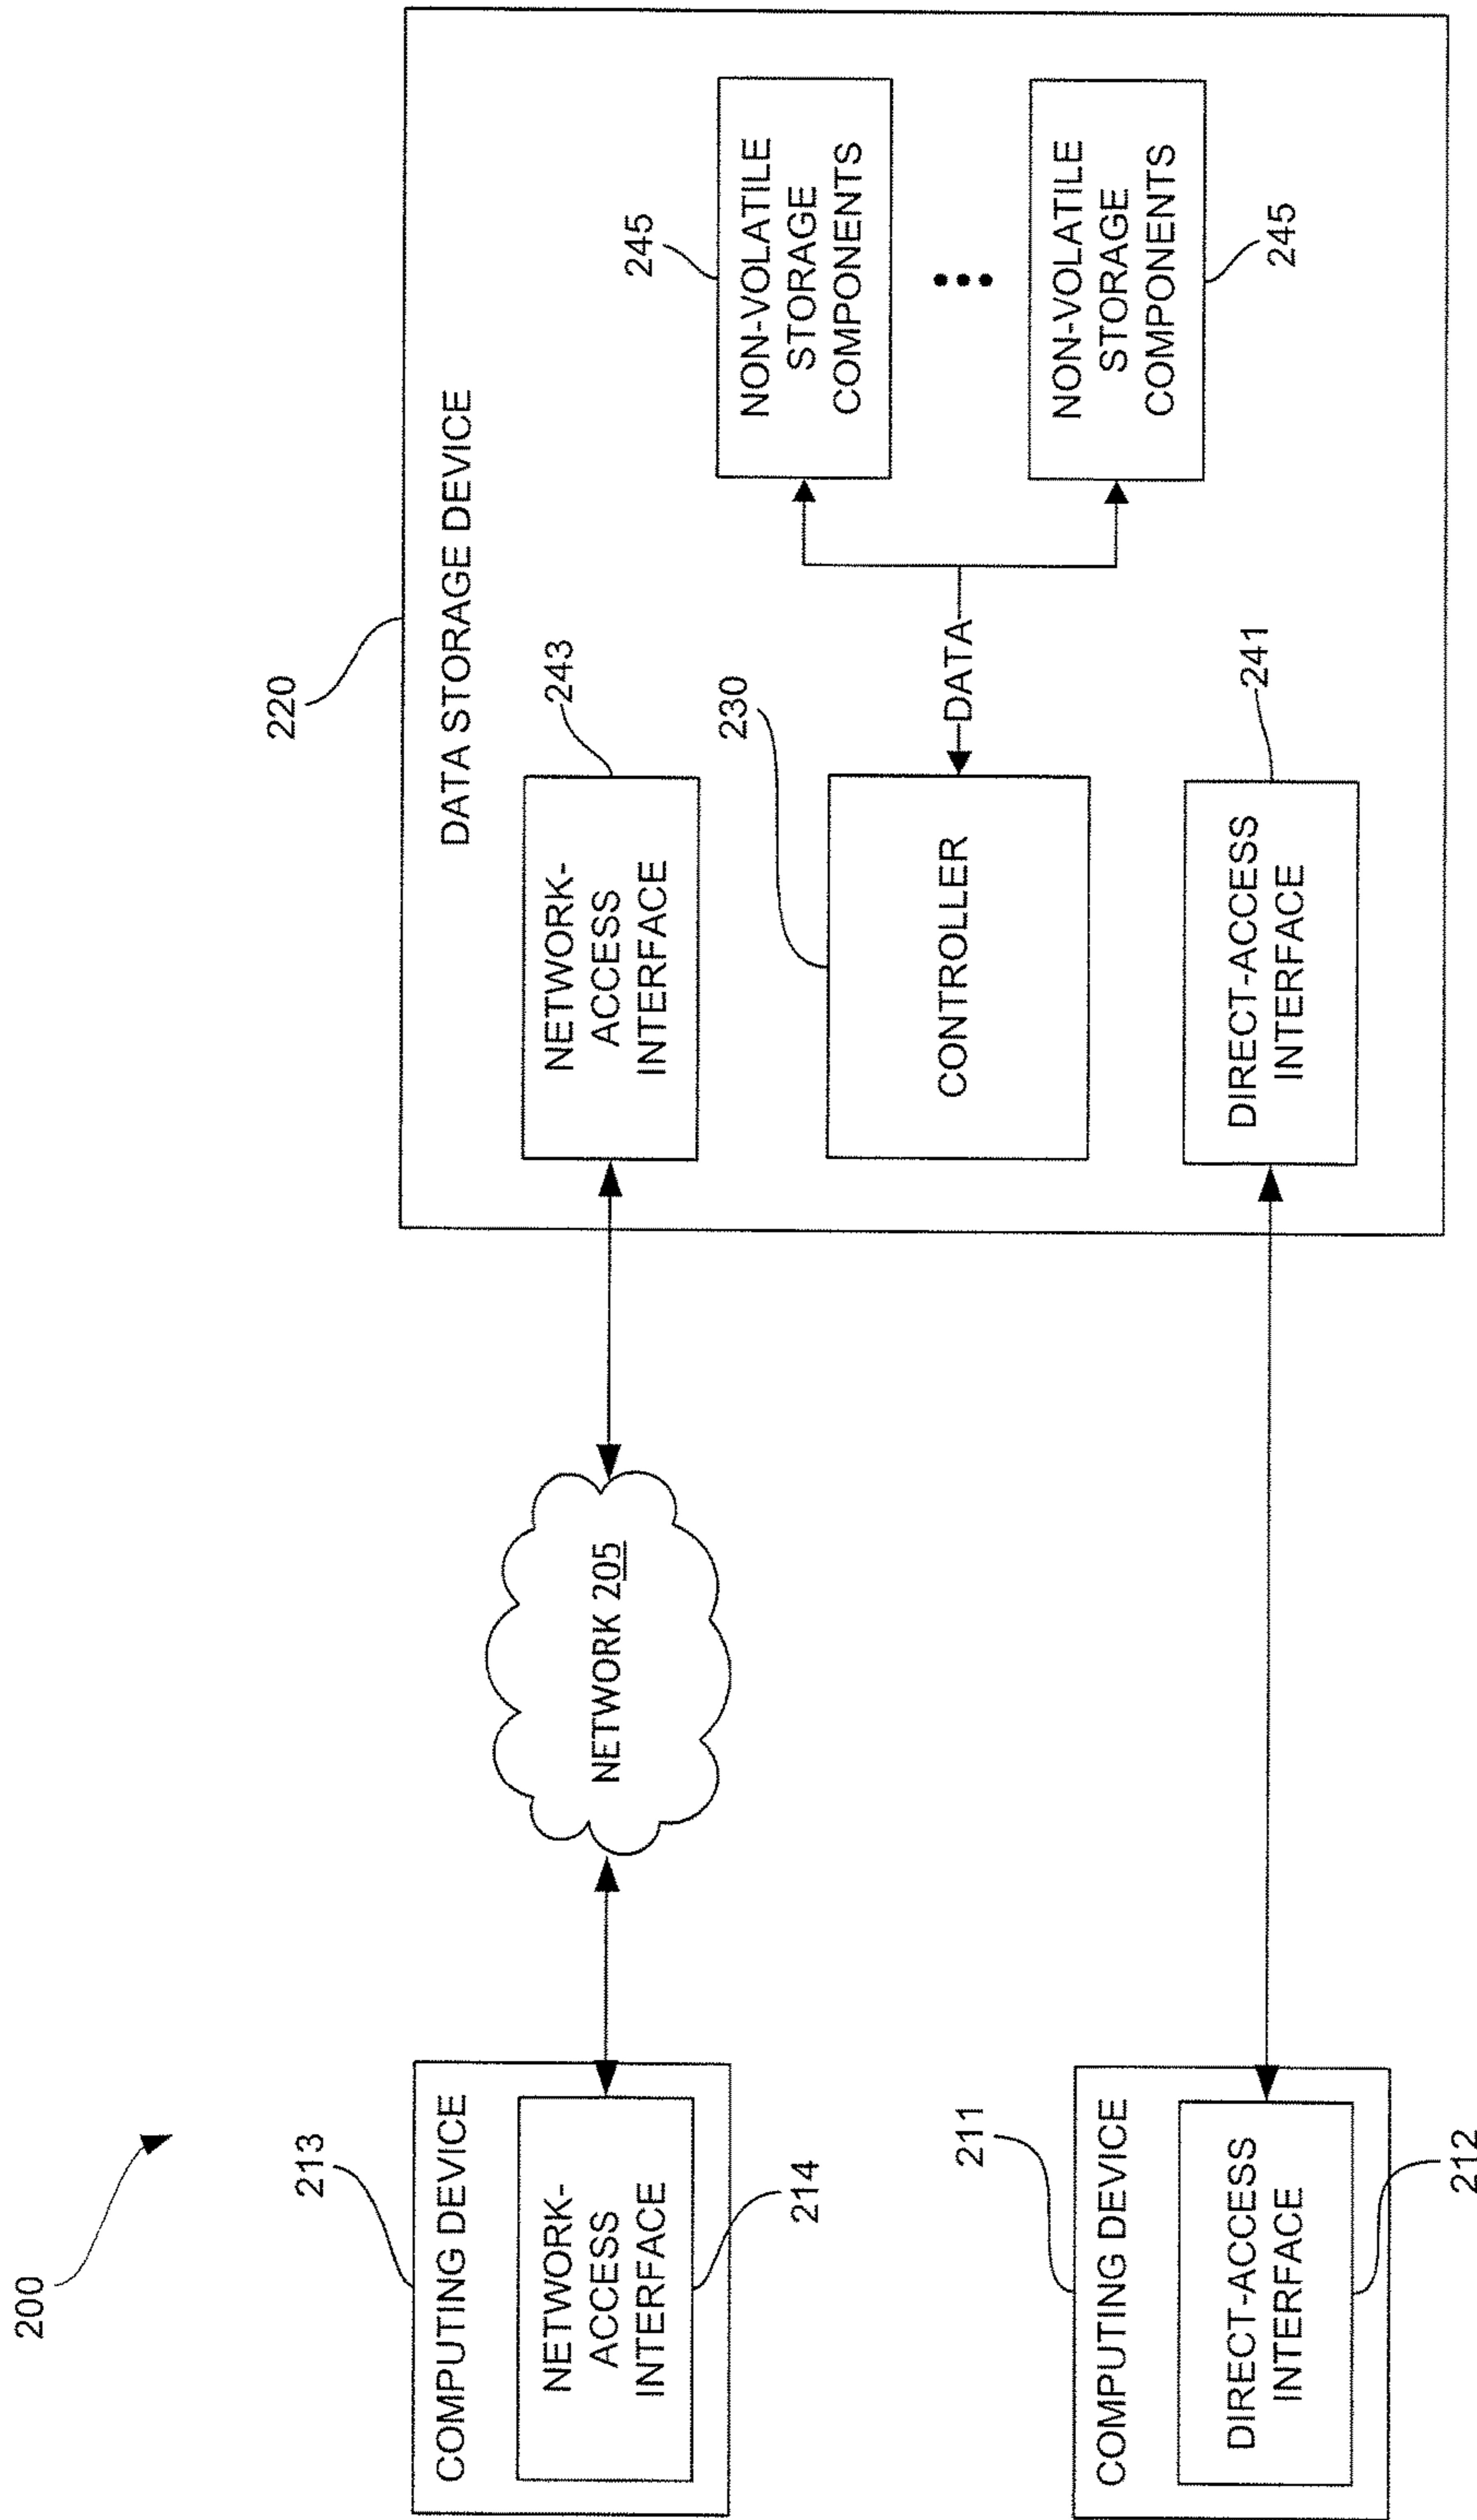 200
220
213
COMPUTING DEVICE
NETWORK-
ACCESS
INTERFACE
214
NETWORK 205
DATA STORAGE DEVICE
243
NETWORK-
ACCESS
INTERFACE
230
CONTROLLER
DATA
245
NON-VOLATILE
STORAGE
COMPONENTS
NON-VOLATILE
STORAGE
COMPONENTS
245
211
COMPUTING DEVICE
DIRECT-ACCESS
INTERFACE
212
241
DIRECT-ACCESS
INTERFACE